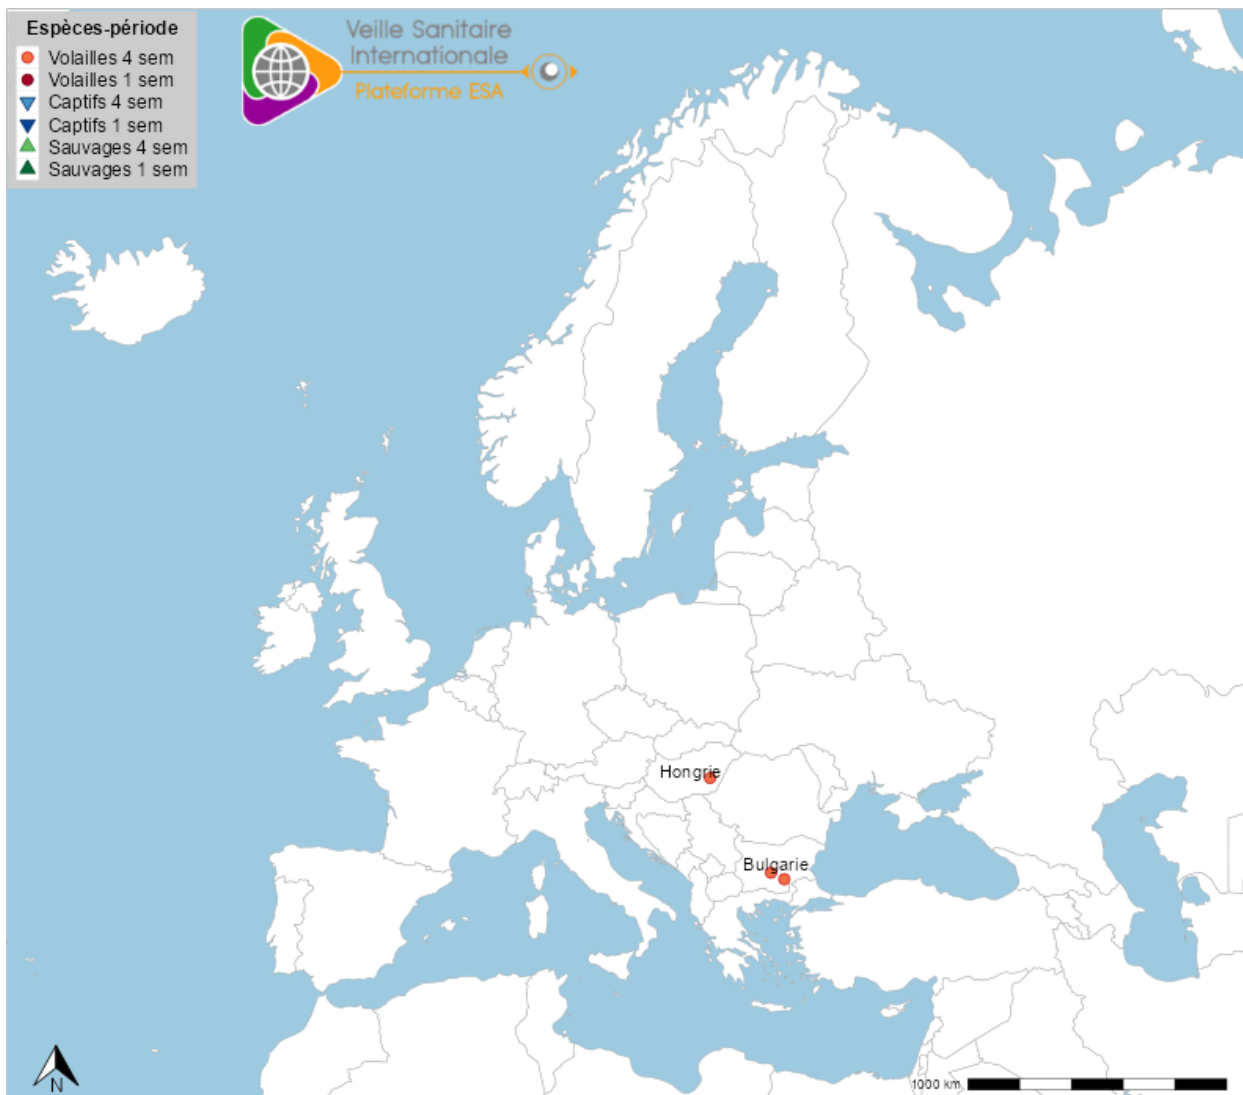 Espèces-période
Volailles 4 sem
Volailles 1 sem
Captifs 4 sem
Captifs 1 sem
Sauvages 4 sem
Sauvages 1 sem
Veille Sanitaire
Internationale
Plateforme ESA
Hongrie
Bulgarie
N
1000 km